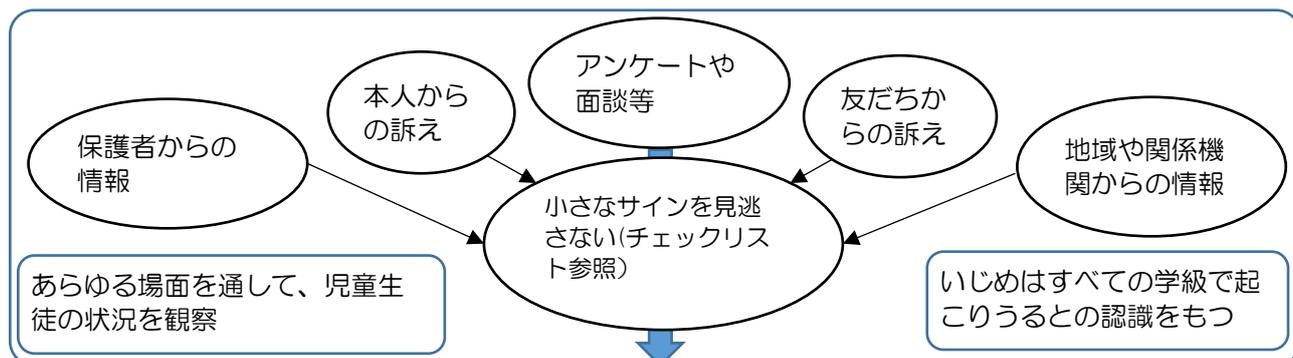 アンケートや
面談等
本人から
の訴え
友だちか
らの訴え
保護者からの
情報
地域や関係機
関からの情報
小さなサインを見逃
さない(チェックリス
ト参照）
あらゆる場面を通して、児童生
徒の状況を観察
いじめはすべての学級で起
こりうるとの認識をもつ